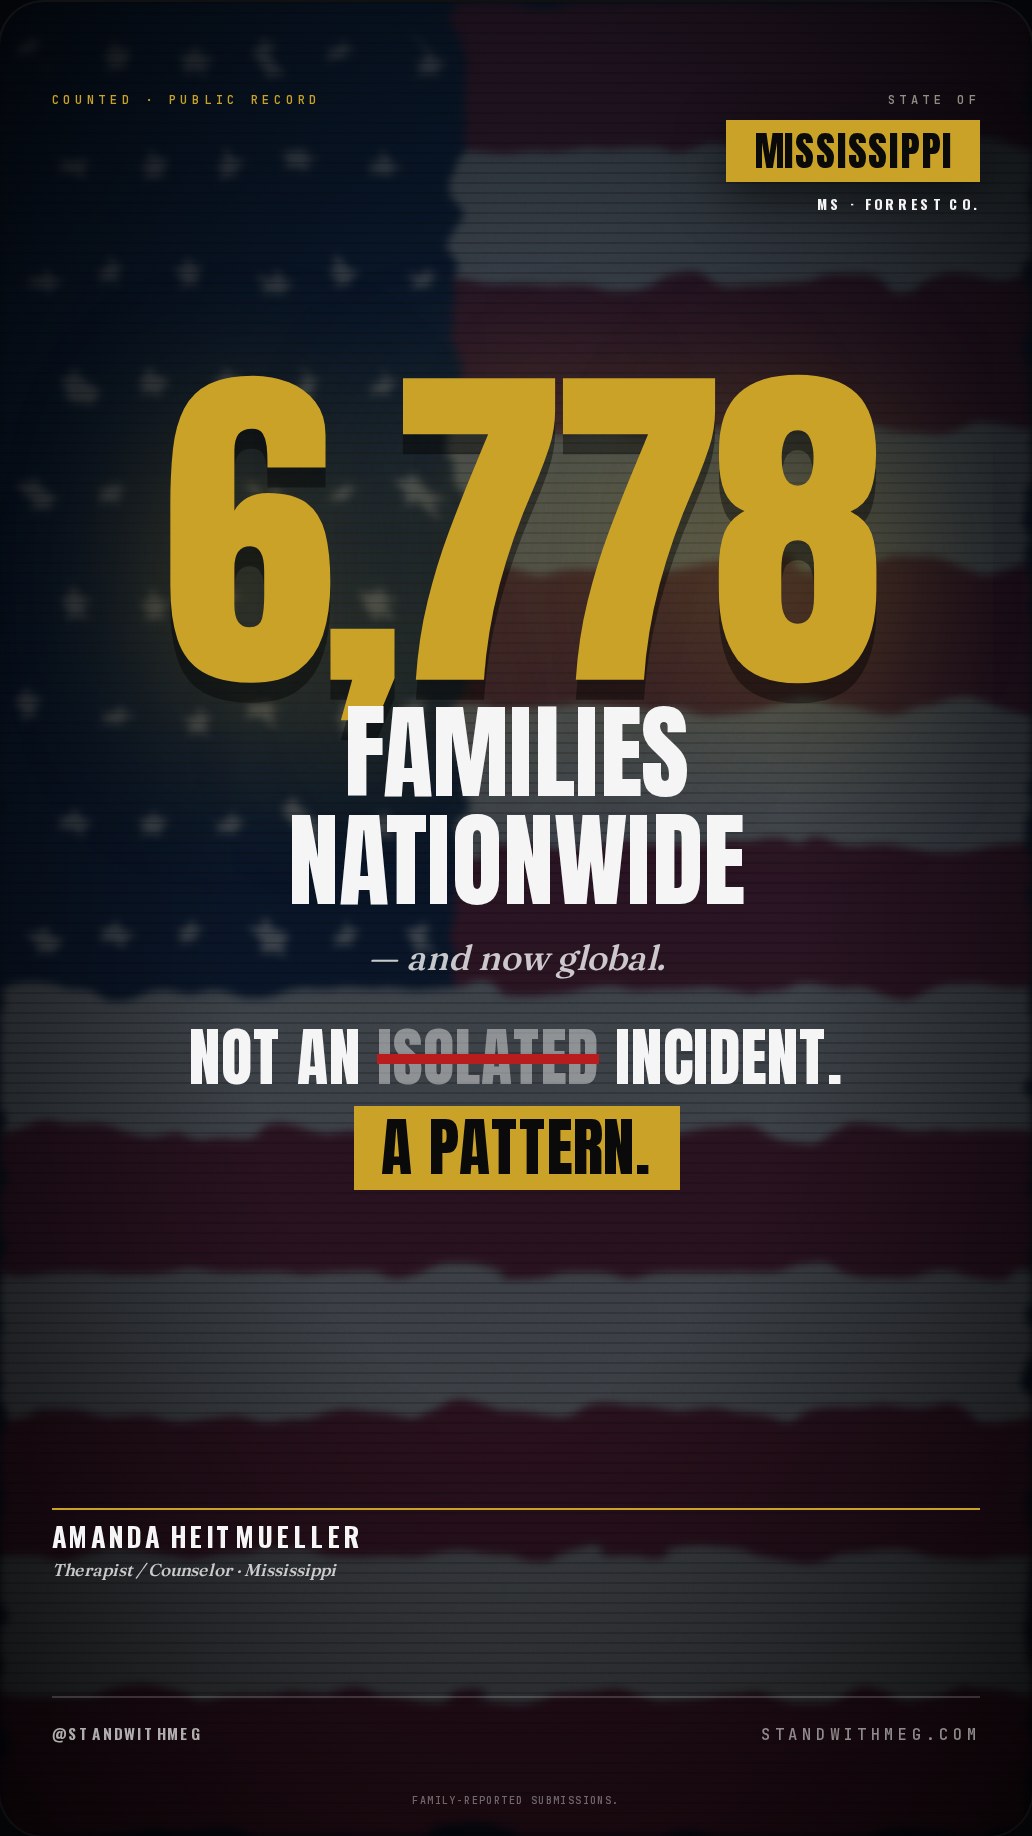 COUNTED · PUBLIC RECORD
STATE OF
MISSISSIPPI
MS · FORREST CO.
6,778
FAMILIES
NATIONWIDE
— and now global.
NOT AN ISOLATED INCIDENT.
A PATTERN.
AMANDA HEITMUELLER
Therapist / Counselor · Mississippi
@STANDWITHMEG
STANDWITHMEG.COM
FAMILY-REPORTED SUBMISSIONS.